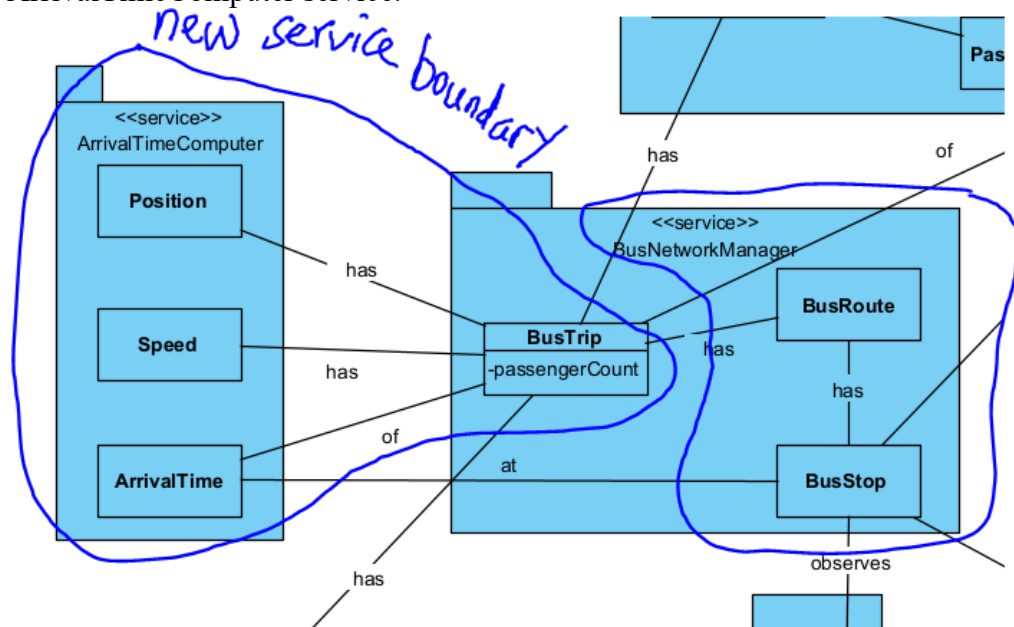 new service boundary
<<service>>
ArrivalTimeComputer
Position
Speed
ArrivalTime
has
has
of
at
has
has
of
<<service>>
BusNetworkManager
BusTrip
-passengerCount
has
BusRoute
has
BusStop
observes
Pas